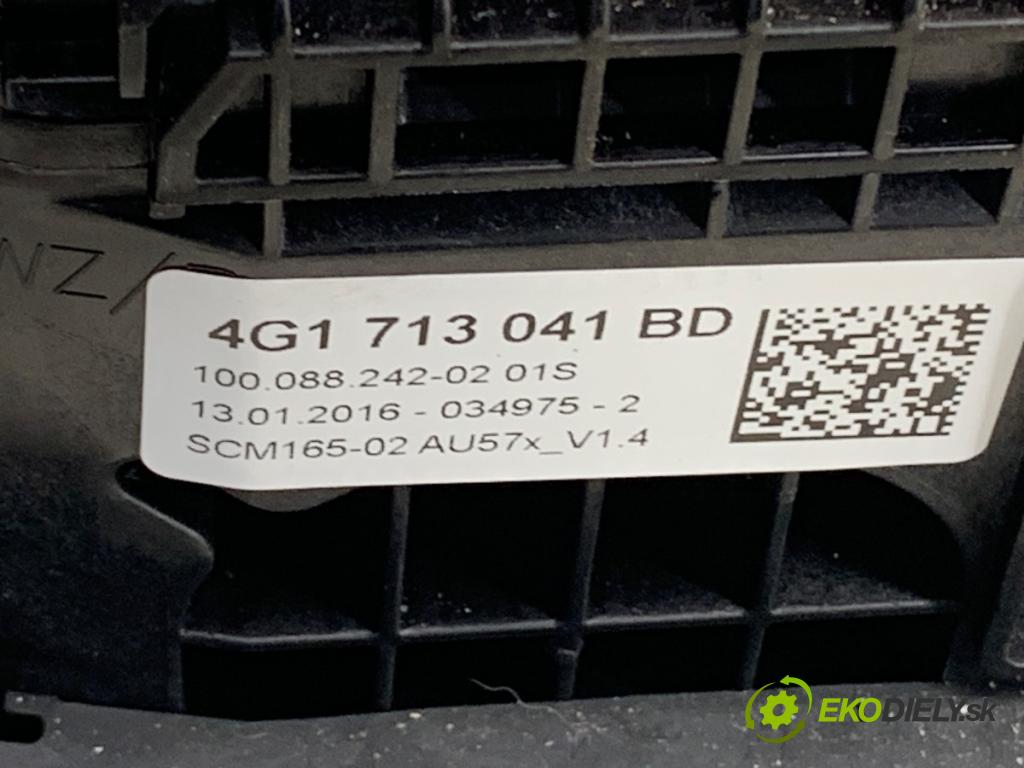 NZ/
4G1 713 041 BD
100.088.242-02 01S
13.01.2016 - 034975 - 2
SCM165-02 AU57x_V1.4
EKODIELY.sk